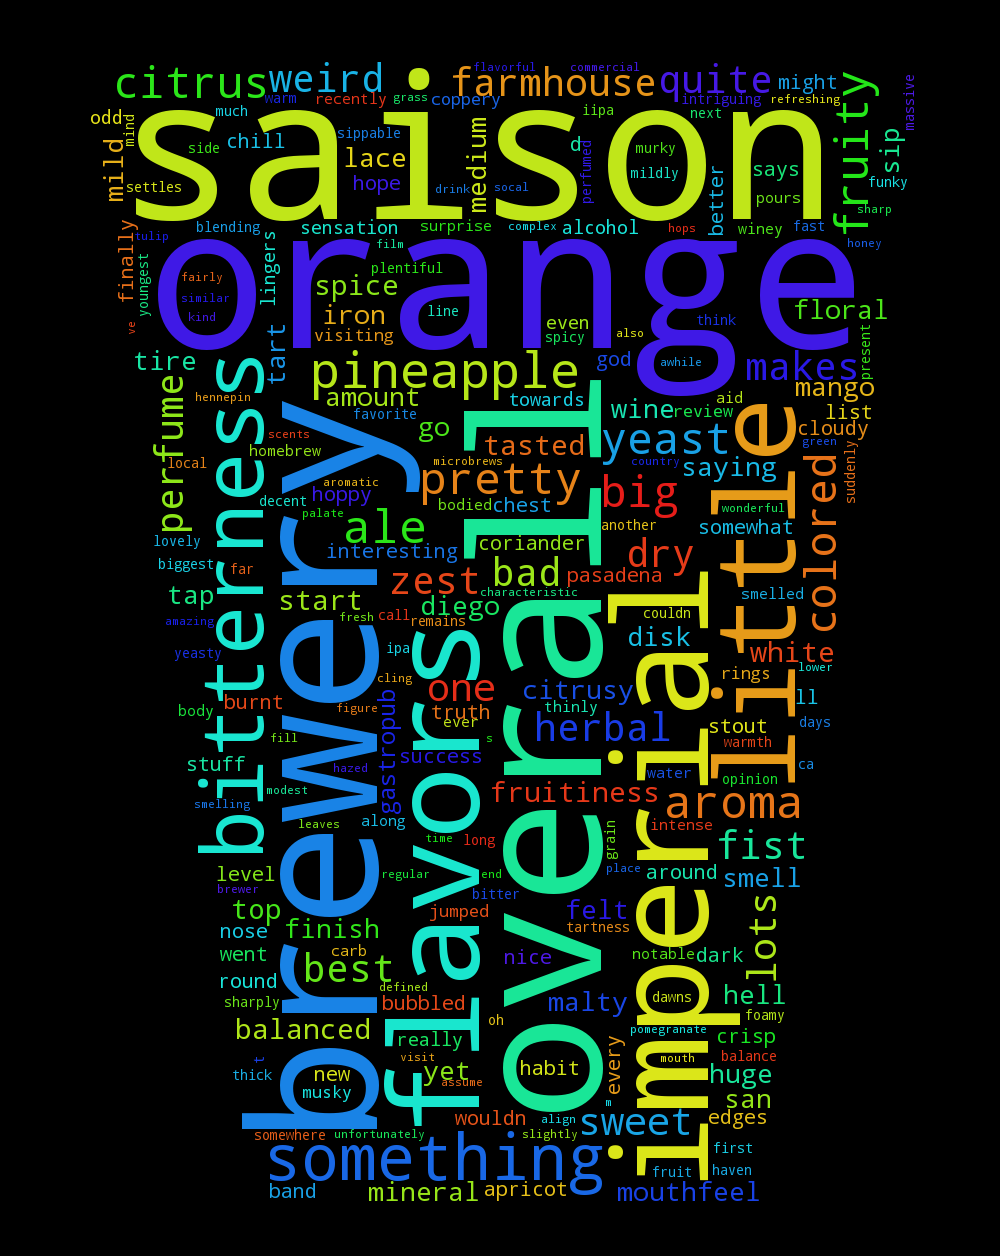 flavorful commercial
citrus weird farmhouse quite might
warm recently grass coppery intriguing refreshing massive
odd mind much iipa next
saison
side chill sippable lace medium d murky says fruity sip
mild settles hope drink socal perfumed mildly better pours funky
sharp
blending sensation surprise complex alcohol hops winey fast
finally tulip film honey
orange
youngest lingers plentiful
fairly spice
similar iron line even think floral
kind visiting spicy also
ve
tire tart pineapple god awhile makes present
hennepin amount towards aid mango
perfume favorite wine review list
scents go tasted yeast cloudy
homebrew green
local microbrews country saying suddenly
aromatic pretty
decent hoppy bodied chest big wonderful colored
palate ale another somewhat
lovely interesting coriander dry
biggest far zest bad pasadena
tap start characteristic smelled
bitterness fresh call diego couldn
amazing remains disk
yeasty ipa white
cling one citrusy rings lower
burnt figure truth thinly ll
body gastropub ever herbal stout days
fill s warmth
stuff hazed success water ca
smelling modest fruitiness opinion
brewery flavors overall imperial little
leaves along aroma
time long grain intense fist
level regular end place around smell
brewer bitter
top jumped felt lots
nose finish tartness
went carb nice notable dark
best
round defined malty dawns hell
sharply bubbled foamy
balanced oh pomegranate crisp
really
visit mouth balance
t thick new yet habit every huge
musky assume san
m
wouldn align sweet edges
somewhere unfortunately slightly
something first
fruit haven
band mineral apricot mouthfeel